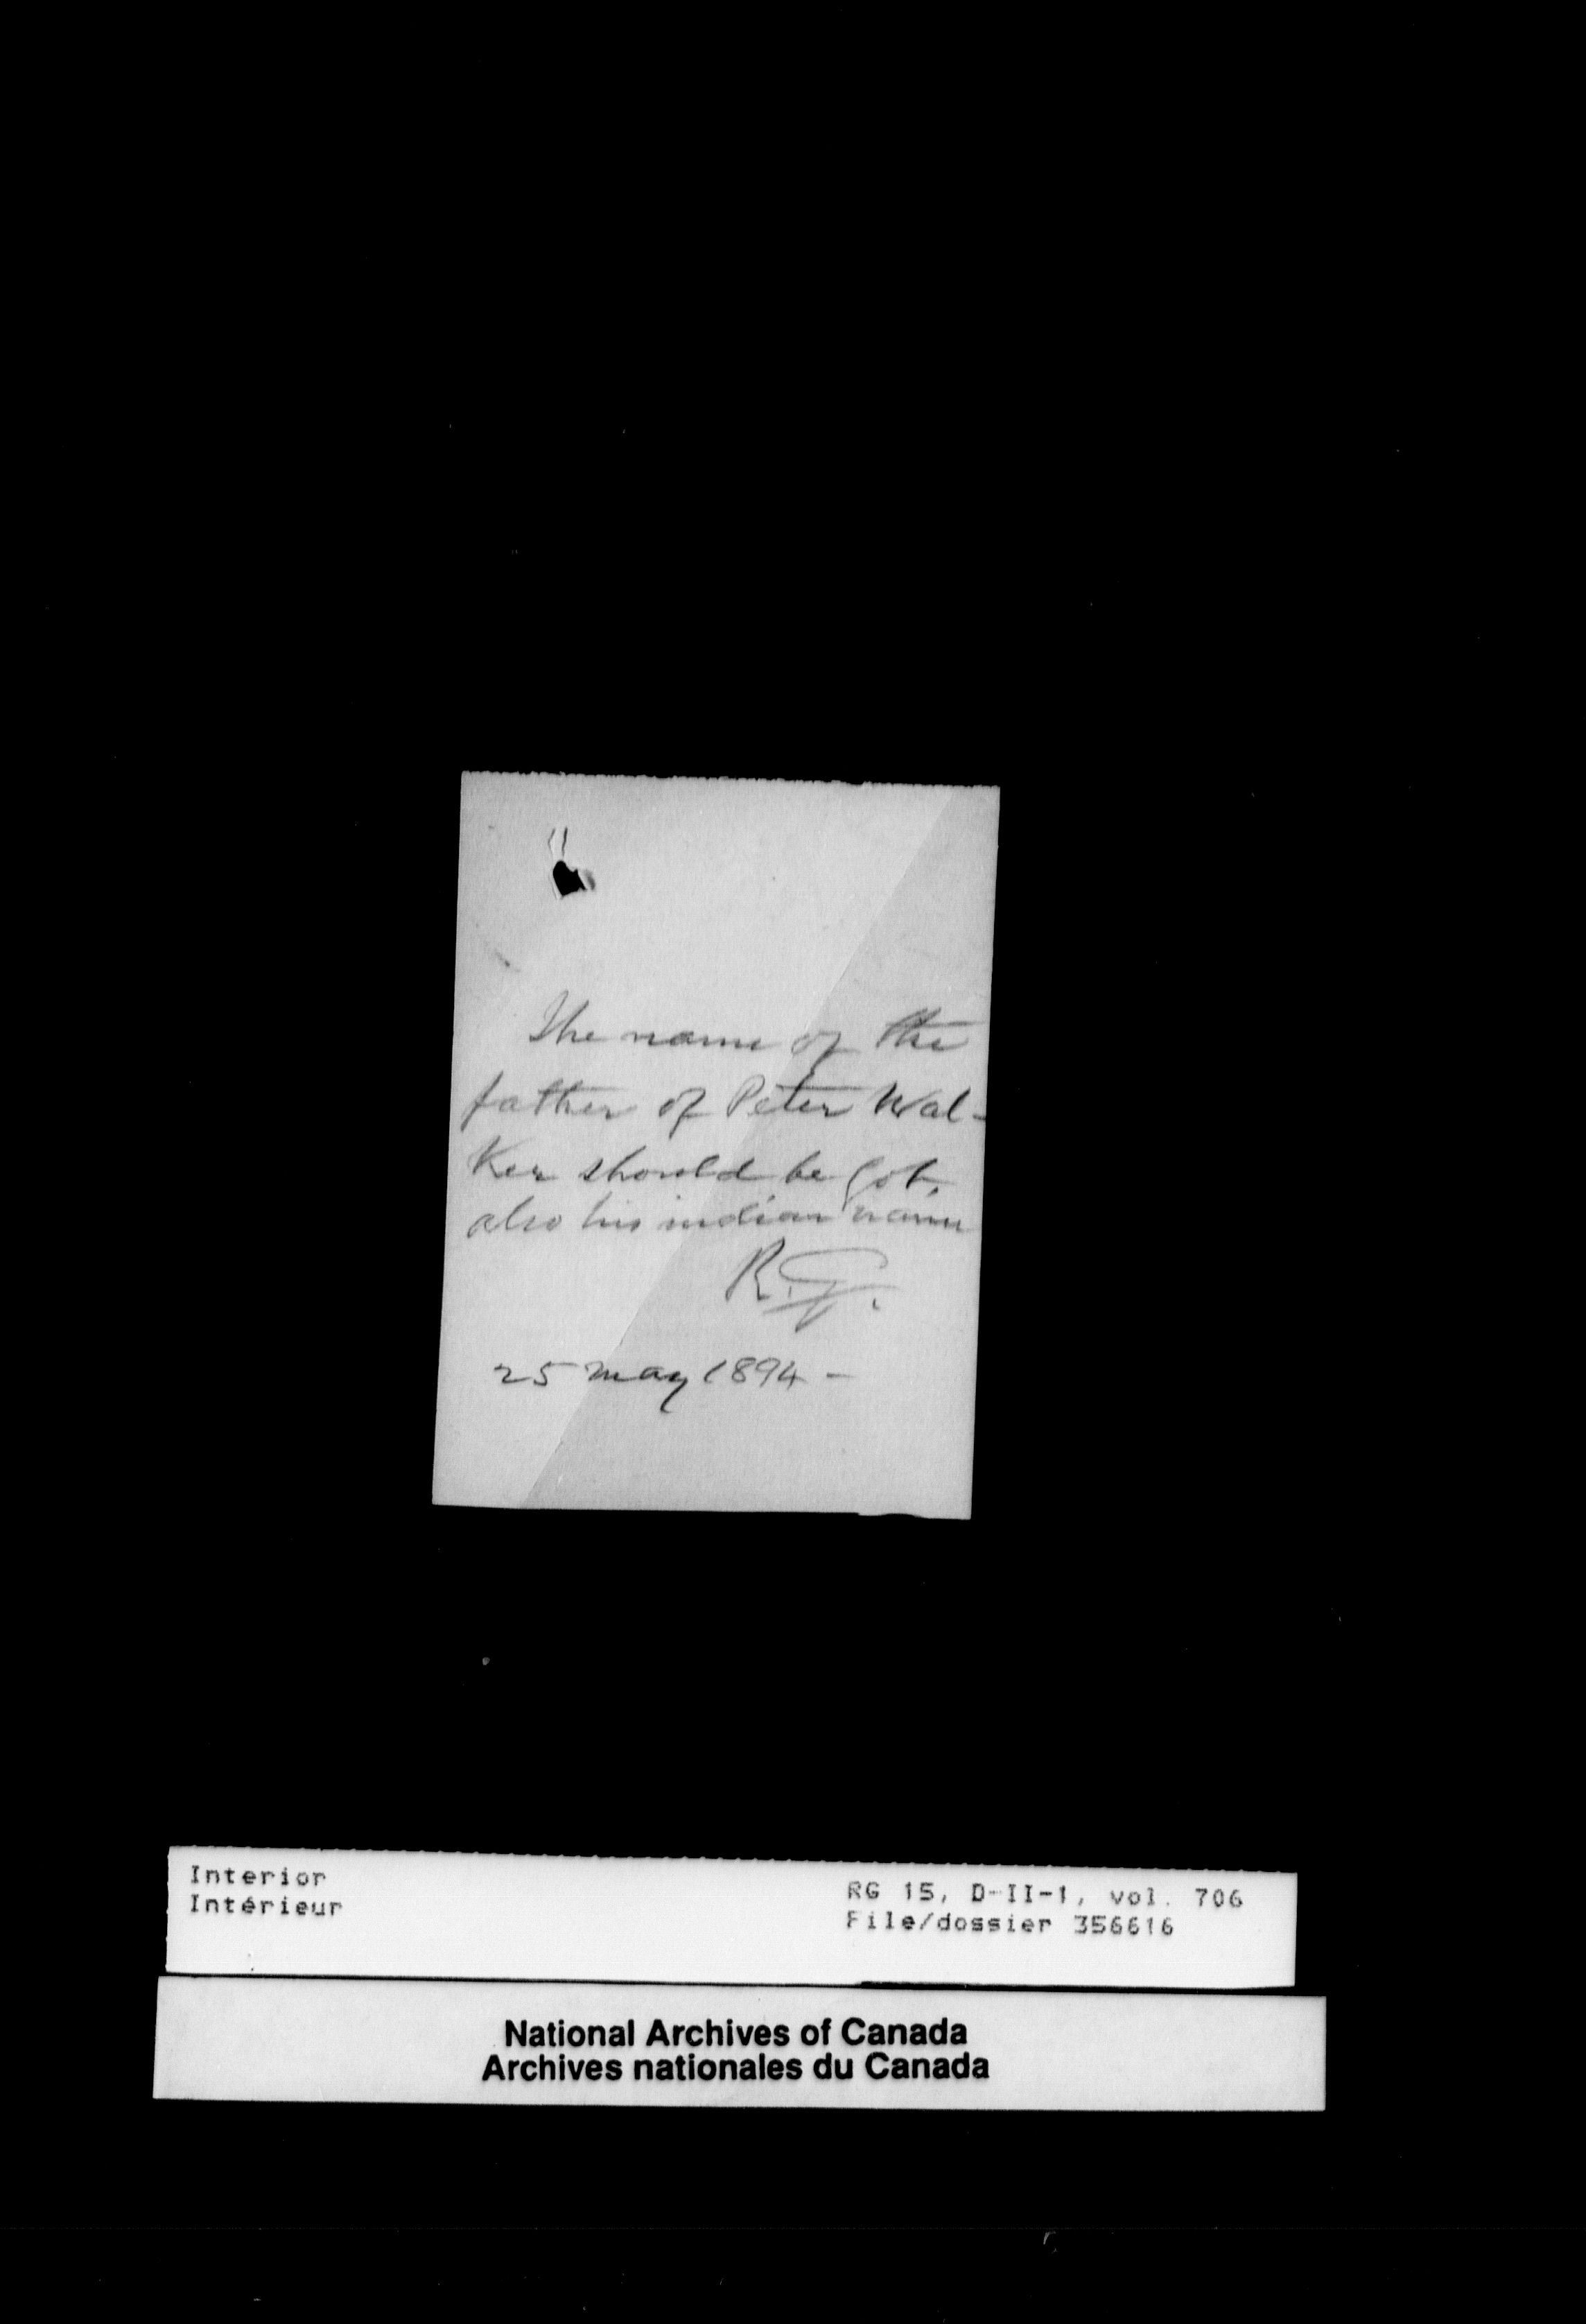 The name of the
father of Peter Wal-
ker should be got,
also his indian name
R.G.
25 May 1894 -
Interior
Intérieur
RG 15, D-II-1, vol. 706
File/dossier 356616
National Archives of Canada
Archives nationales du Canada